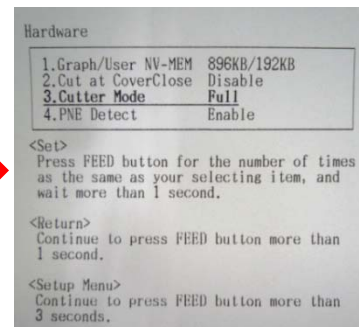 Hardware
1.Graph/User NV-MEM 896KB/192KB
2.Cut at CoverClose Disable
3.Cutter Mode Full
4.PNE Detect Enable
<Set>
Press FEED button for the number of times
as the same as your selecting item, and
wait more than 1 second.
<Return>
Continue to press FEED button more than
1 second.
<Setup Menu>
Continue to press FEED button more than
3 seconds.